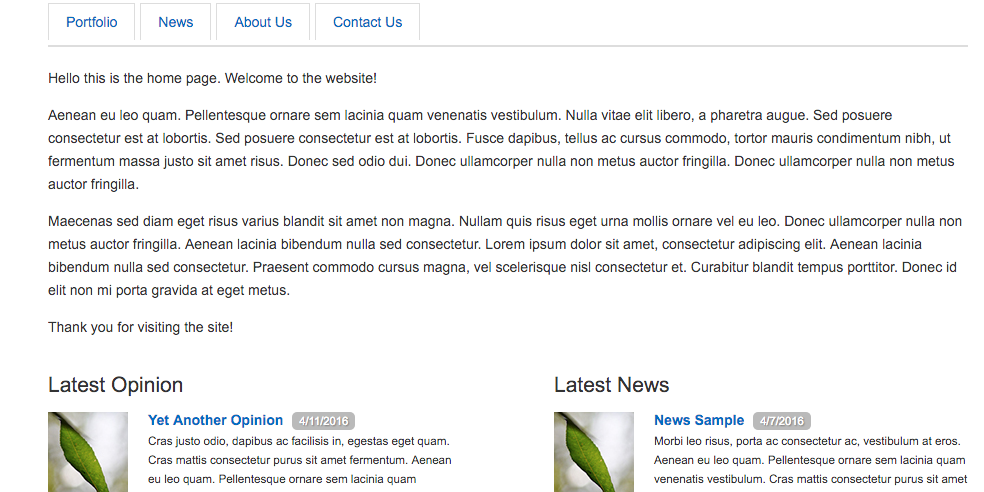 Portfolio News About Us Contact Us
Hello this is the home page. Welcome to the website!
Aenean eu leo quam. Pellentesque ornare sem lacinia quam venenatis vestibulum. Nulla vitae elit libero, a pharetra augue. Sed posuere
consectetur est at lobortis. Sed posuere consectetur est at lobortis. Fusce dapibus, tellus ac cursus commodo, tortor mauris condimentum nibh, ut
fermentum massa justo sit amet risus. Donec sed odio dui. Donec ullamcorper nulla non metus auctor fringilla. Donec ullamcorper nulla non metus
auctor fringilla.
Maecenas sed diam eget risus varius blandit sit amet non magna. Nullam quis risus eget urna mollis ornare vel eu leo. Donec ullamcorper nulla non
metus auctor fringilla. Aenean lacinia bibendum nulla sed consectetur. Lorem ipsum dolor sit amet, consectetur adipiscing elit. Aenean lacinia
bibendum nulla sed consectetur. Praesent commodo cursus magna, vel scelerisque nisl consectetur et. Curabitur blandit tempus porttitor. Donec id
elit non mi porta gravida at eget metus.
Thank you for visiting the site!
Latest Opinion
Yet Another Opinion 4/11/2016
Cras justo odio, dapibus ac facilisis in, egestas eget quam.
Cras mattis consectetur purus sit amet fermentum. Aenean
eu leo quam. Pellentesque ornare sem lacinia quam
Latest News
News Sample 4/7/2016
Morbi leo risus, porta ac consectetur ac, vestibulum at eros.
Aenean eu leo quam. Pellentesque ornare sem lacinia quam
venenatis vestibulum. Cras mattis consectetur purus sit amet